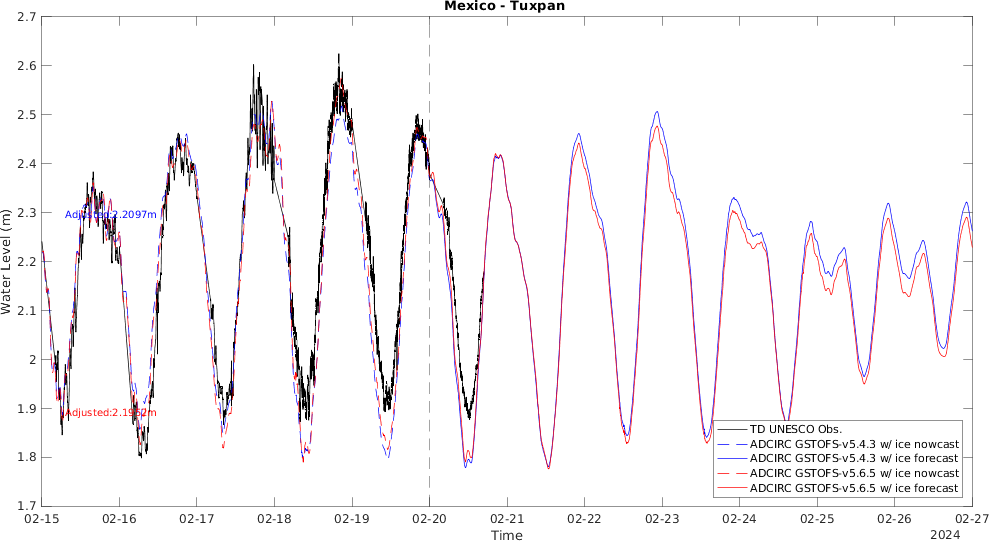 Mexico - Tuxpan
2.7
2.6
2.5
2.4
2.3
2.2
2.1
2
1.9
1.8
1.7
Water Level (m)
Adjusted:2.2097m
Adjusted:2.1962m
TD UNESCO Obs.
ADCIRC GSTOFS-v5.4.3 w/ ice nowcast
ADCIRC GSTOFS-v5.4.3 w/ ice forecast
ADCIRC GSTOFS-v5.6.5 w/ ice nowcast
ADCIRC GSTOFS-v5.6.5 w/ ice forecast
02-15 02-16 02-17 02-18 02-19 02-20 02-21 02-22 02-23 02-24 02-25 02-26 02-27
Time
2024